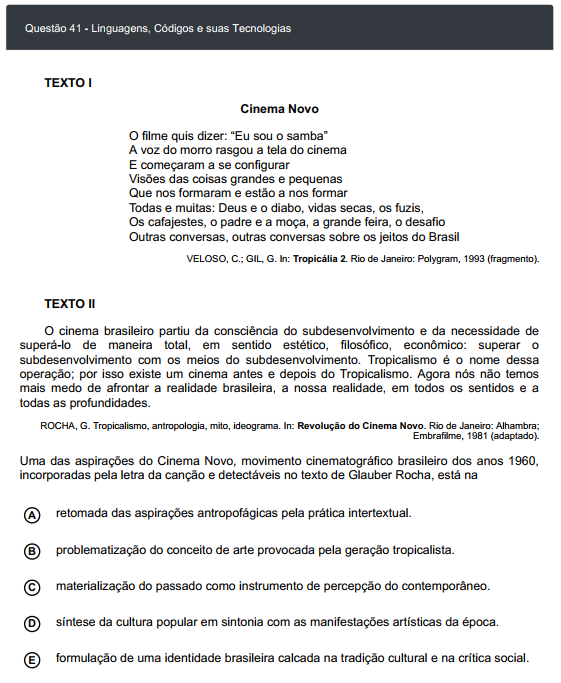 Questão 41 - Linguagens, Códigos e suas Tecnologias
TEXTO I
Cinema Novo
O filme quis dizer: “Eu sou o samba”
A voz do morro rasgou a tela do cinema
E começaram a se configurar
Visões das coisas grandes e pequenas
Que nos formaram e estão a nos formar
Todas e muitas: Deus e o diabo, vidas secas, os fuzis,
Os cafajestes, o padre e a moça, a grande feira, o desafio
Outras conversas, outras conversas sobre os jeitos do Brasil
VELOSO, C.; GIL, G. In: Tropicália 2. Rio de Janeiro: Polygram, 1993 (fragmento).
TEXTO II
O cinema brasileiro partiu da consciência do subdesenvolvimento e da necessidade de
superá-lo de maneira total, em sentido estético, filosófico, econômico: superar o
subdesenvolvimento com os meios do subdesenvolvimento. Tropicalismo é o nome dessa
operação; por isso existe um cinema antes e depois do Tropicalismo. Agora nós não temos
mais medo de afrontar a realidade brasileira, a nossa realidade, em todos os sentidos e a
todas as profundidades.
ROCHA, G. Tropicalismo, antropologia, mito, ideograma. In: Revolução do Cinema Novo. Rio de Janeiro: Alhambra;
Embrafilme, 1981 (adaptado).
Uma das aspirações do Cinema Novo, movimento cinematográfico brasileiro dos anos 1960,
incorporadas pela letra da canção e detectáveis no texto de Glauber Rocha, está na
A retomada das aspirações antropofágicas pela prática intertextual.
B problematização do conceito de arte provocada pela geração tropicalista.
C materialização do passado como instrumento de percepção do contemporâneo.
D síntese da cultura popular em sintonia com as manifestações artísticas da época.
E formulação de uma identidade brasileira calcada na tradição cultural e na crítica social.